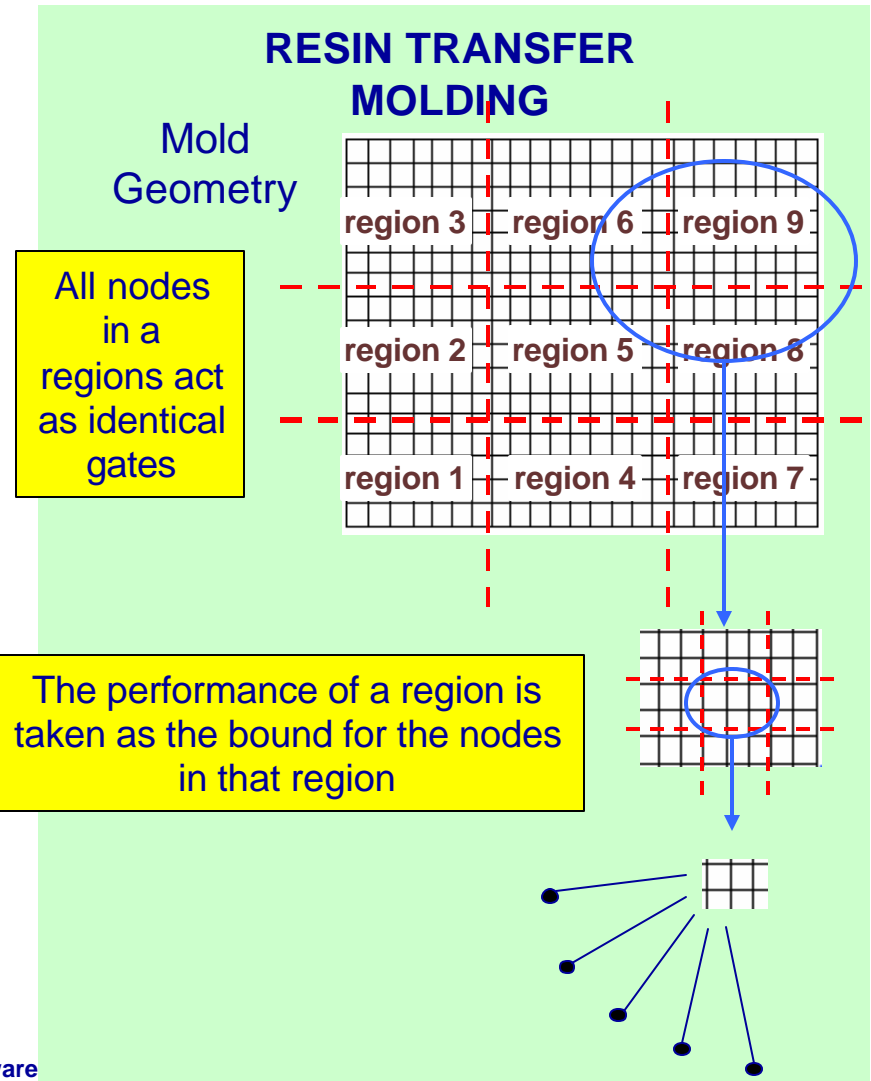 RESIN TRANSFER
MOLDING
Mold
Geometry
region 3 region 6 region 9
All nodes
in a
regions act
as identical
gates
region 2 region 5 region 8
region 1 region 4 region 7
The performance of a region is
taken as the bound for the nodes
in that region